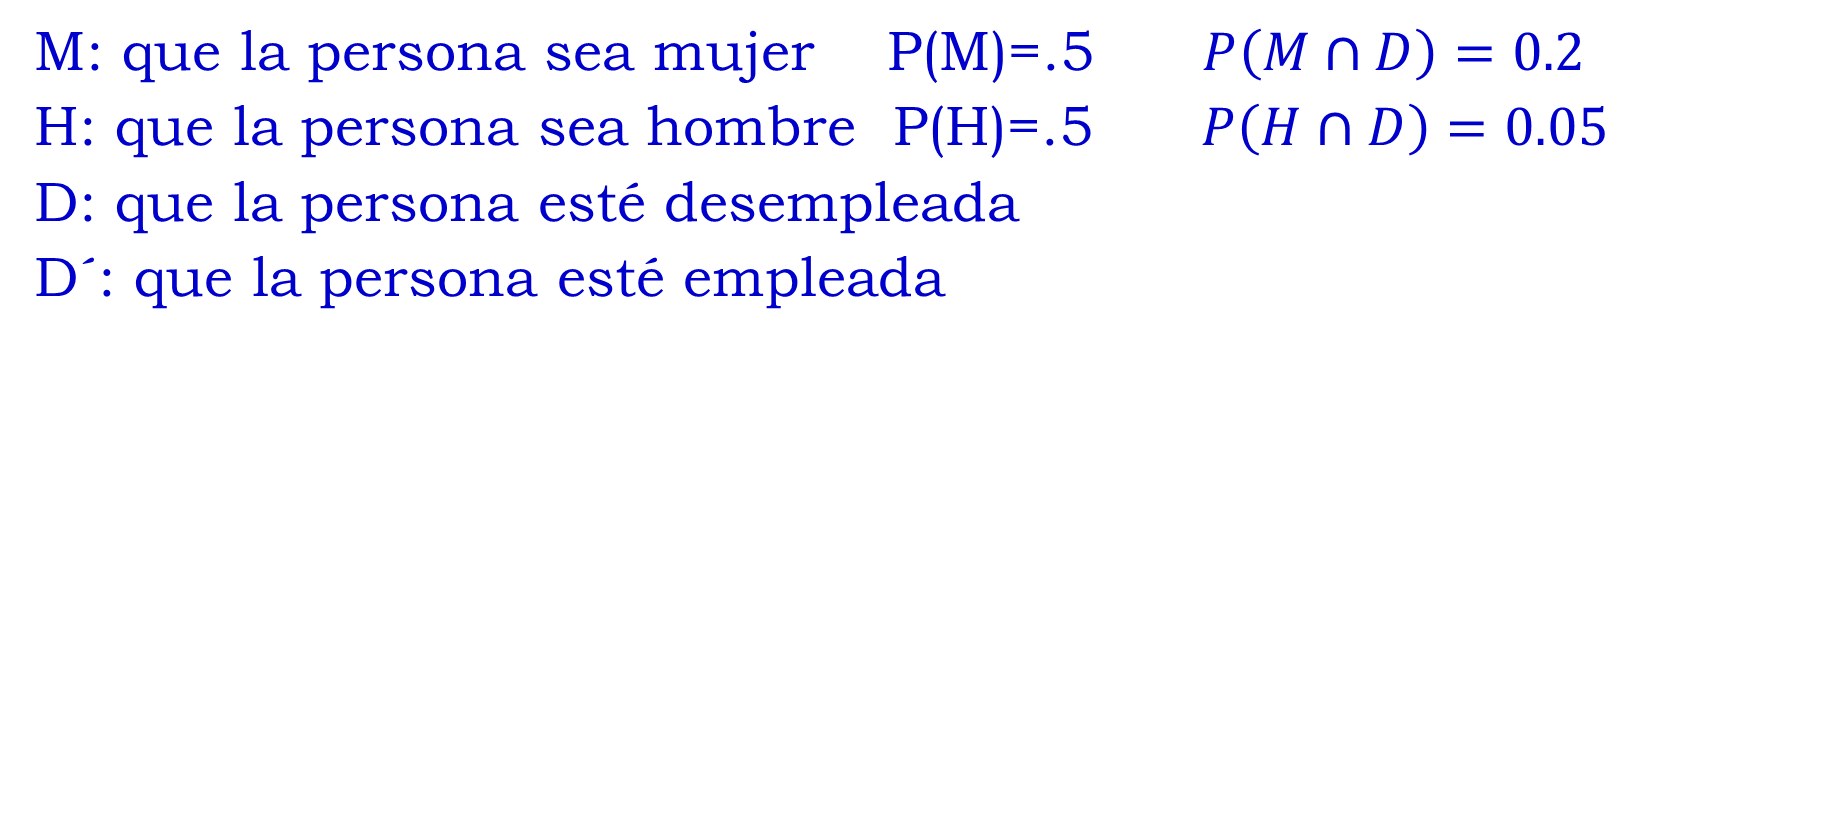 M: que la persona sea mujer P(M)=.5 𝑃(𝑀 ∩ 𝐷) = 0.2
H: que la persona sea hombre P(H)=.5 𝑃(𝐻 ∩ 𝐷) = 0.05
D: que la persona esté desempleada
D´: que la persona esté empleada